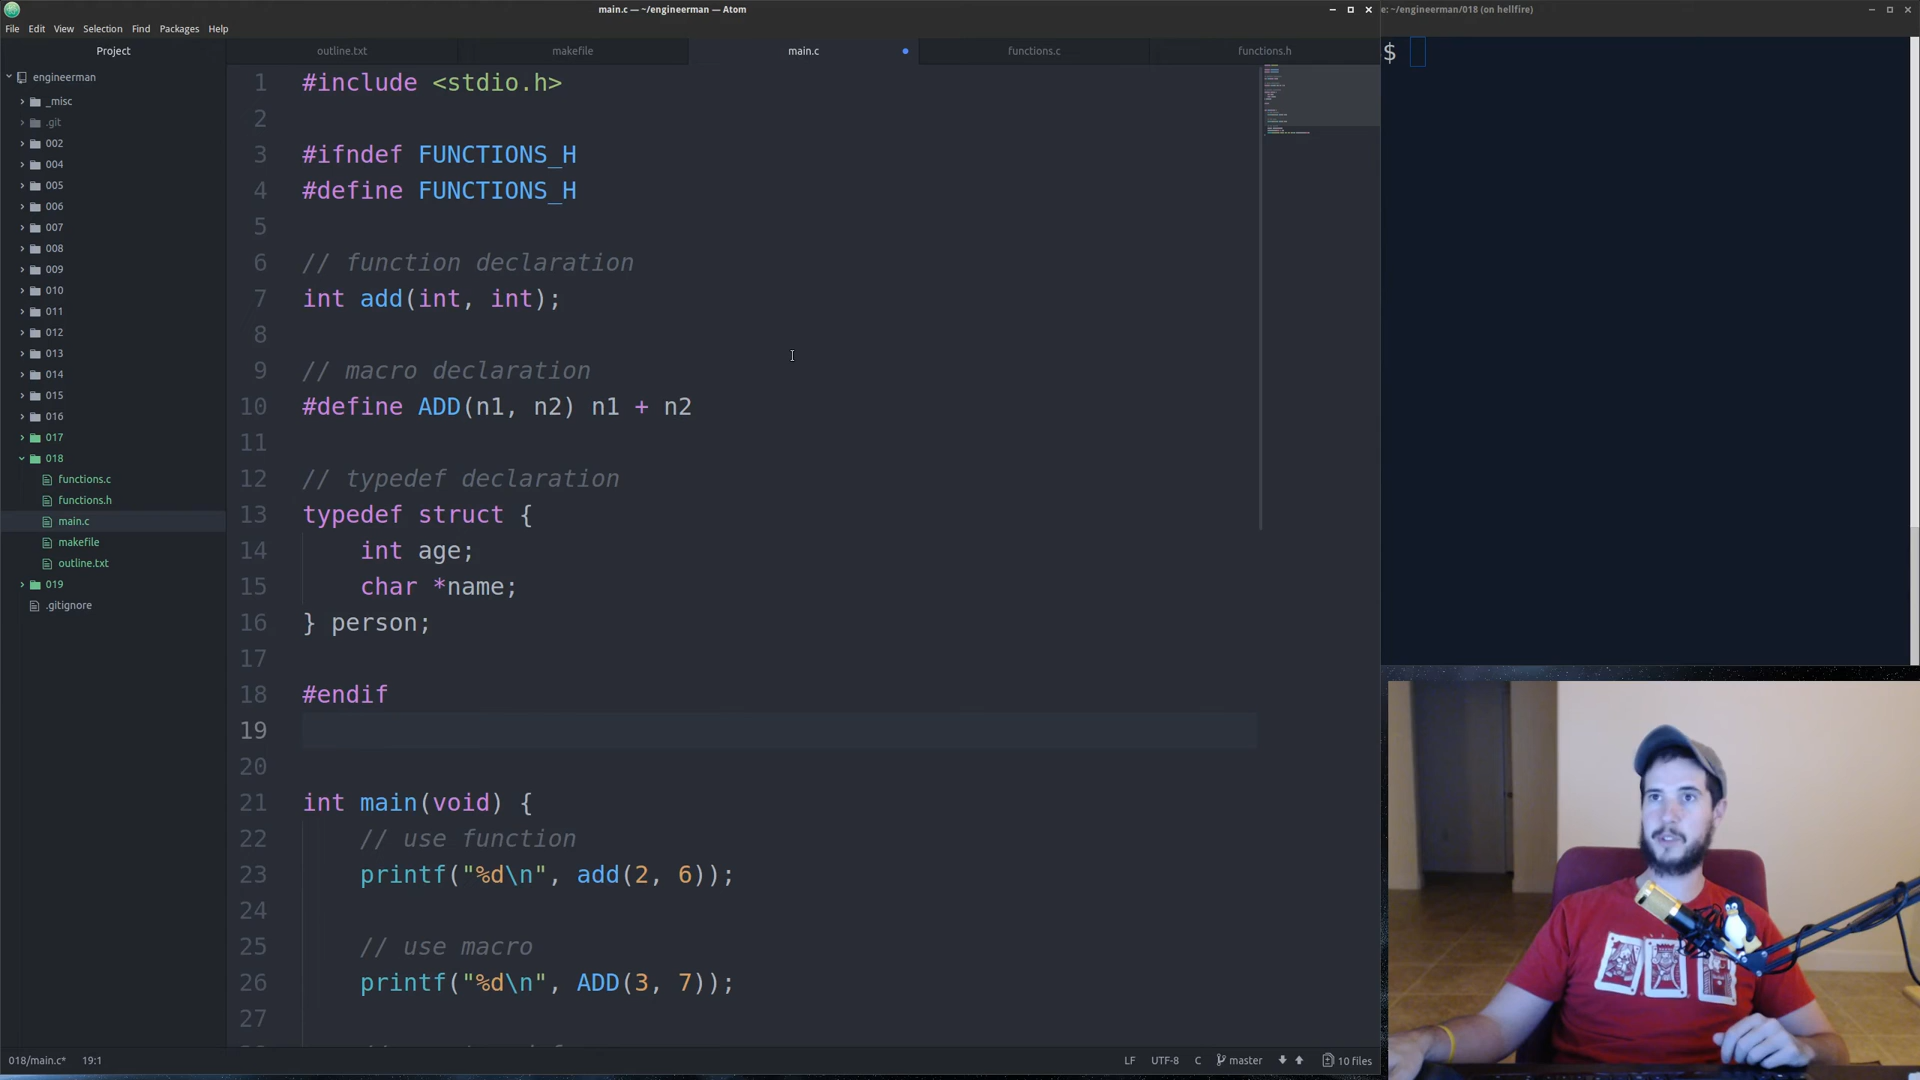 main.c — ~/engineerman — Atom
e: ~/engineerman/018 (on hellfire)
File Edit View Selection Find Packages Help
Project
outline.txt
makefile
main.c
functions.c
functions.h
engineerman
_misc
.git
002
004
005
006
007
008
009
010
011
012
013
014
015
016
017
018
functions.c
functions.h
main.c
makefile
outline.txt
019
.gitignore
1 #include <stdio.h>
2
3 #ifndef FUNCTIONS_H
4 #define FUNCTIONS_H
5
6 // function declaration
7 int add(int, int);
8
9 // macro declaration
10 #define ADD(n1, n2) n1 + n2
11
12 // typedef declaration
13 typedef struct {
14 int age;
15 char *name;
16 } person;
17
18 #endif
19
20
21 int main(void) {
22 // use function
23 printf("%d\n", add(2, 6));
24
25 // use macro
26 printf("%d\n", ADD(3, 7));
27
$
018/main.c* 19:1
LF UTF-8 C master 10 files